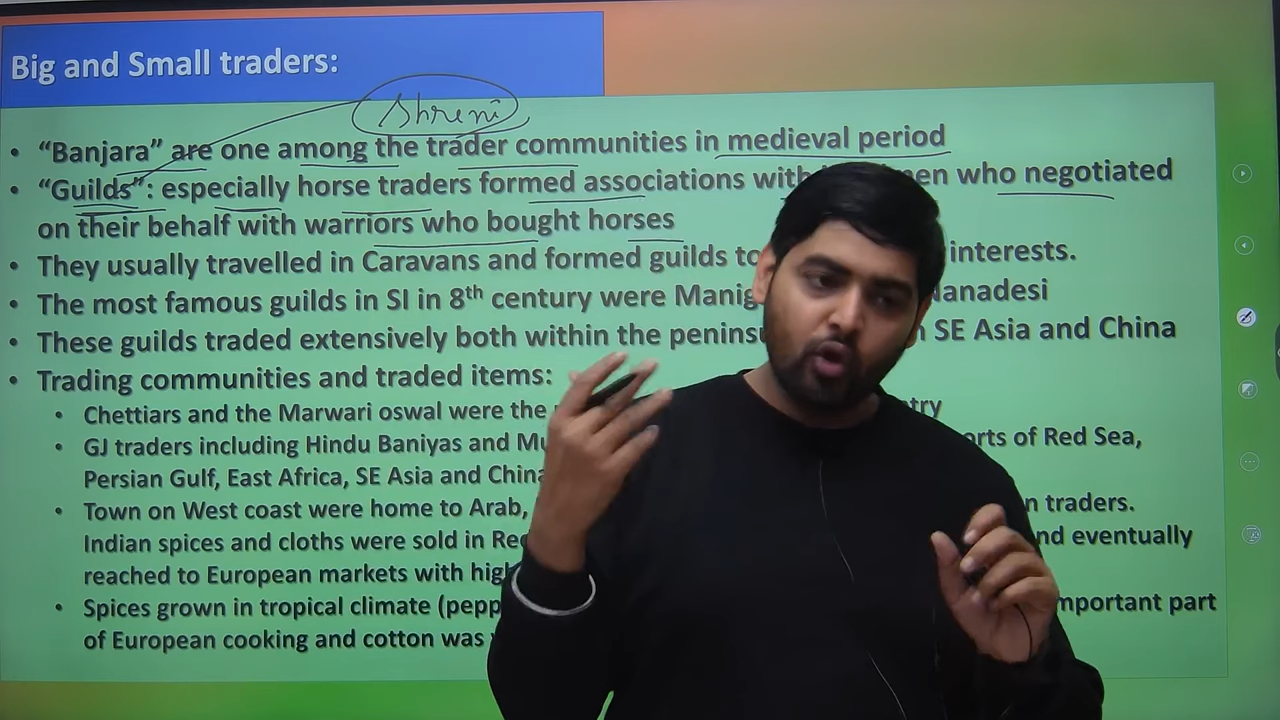 Big and Small traders:
Shreni
• “Banjara” are one among the trader communities in medieval period
• “Guilds”: especially horse traders formed associations with who negotiated
on their behalf with warriors who bought horses
• They usually travelled in Caravans and formed guilds to interests.
• The most famous guilds in SI in 8th century were
• These guilds traded extensively both within the SE Asia and China
• Trading communities and traded items:
• Chettiars and the Marwari oswal were the
• GJ traders including Hindu Baniyas and of Red Sea,
Persian Gulf, East Africa, SE Asia and
• Town on West coast were home to Arab, traders.
Indian spices and cloths were sold in eventually
reached to European markets with
• Spices grown in tropical climate important part
of European cooking and cotton was